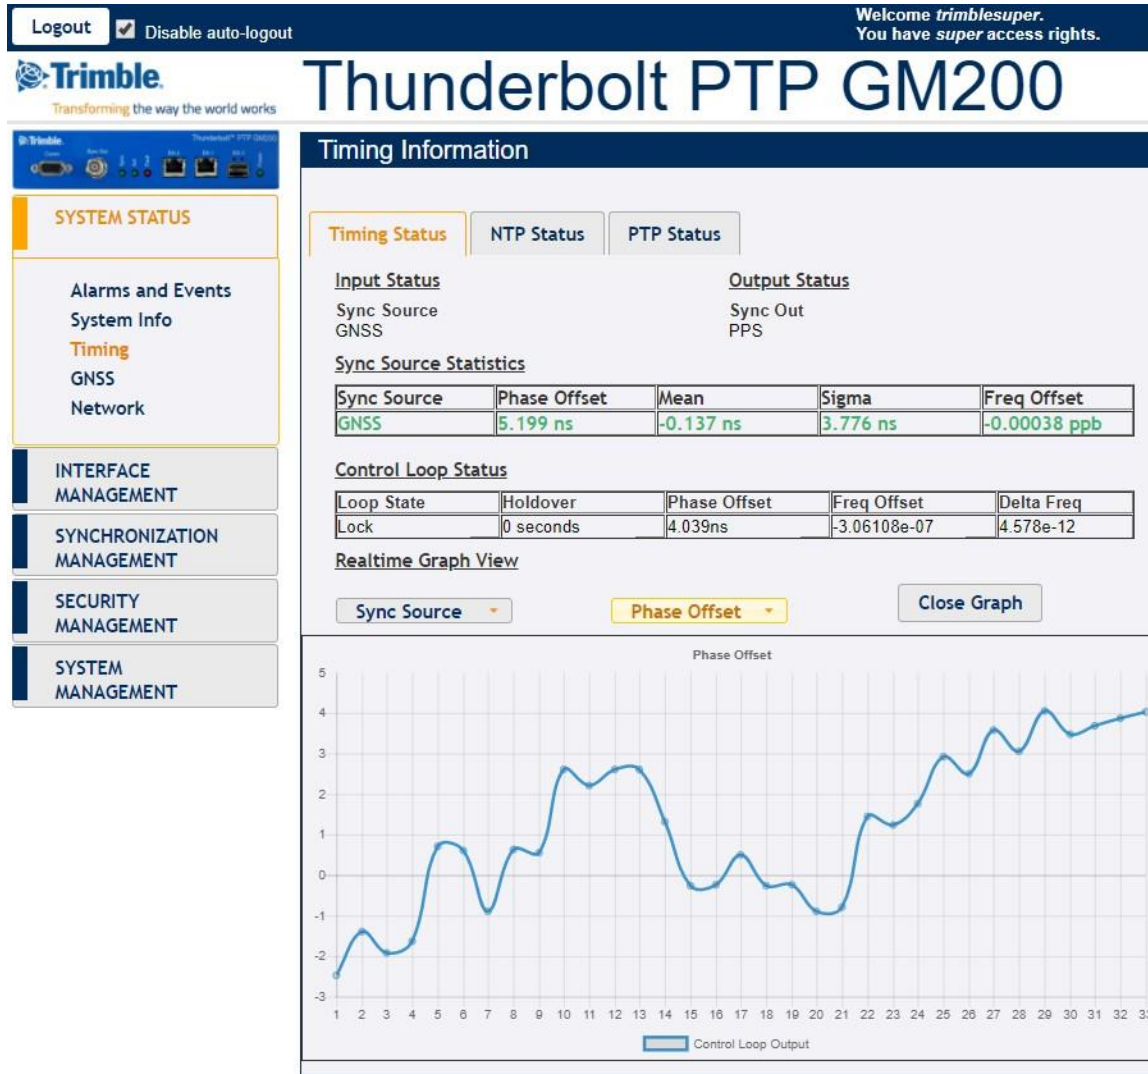 Logout
Disable auto-logout
Welcome trimblesuper.
You have super access rights.
Trimble.
Transforming the way the world works
Thunderbolt PTP GM200
Trimble.
Thunderbolt™ PTP GM200
SYSTEM STATUS
Alarms and Events
System Info
Timing
GNSS
Network
INTERFACE
MANAGEMENT
SYNCHRONIZATION
MANAGEMENT
SECURITY
MANAGEMENT
SYSTEM
MANAGEMENT
Timing Information
Timing Status NTP Status PTP Status
Input Status Output Status
Sync Source Sync Out
GNSS PPS
Sync Source Statistics
Sync Source Phase Offset Mean Sigma Freq Offset
GNSS 5.199 ns -0.137 ns 3.776 ns -0.00038 ppb
Control Loop Status
Loop State Holdover Phase Offset Freq Offset Delta Freq
Lock 0 seconds 4.039ns -3.06108e-07 4.578e-12
Realtime Graph View
Sync Source Phase Offset Close Graph
Phase Offset
5
4
3
2
1
0
-1
-2
-3
1 2 3 4 5 6 7 8 9 10 11 12 13 14 15 16 17 18 19 20 21 22 23 24 25 26 27 28 29 30 31 32
Control Loop Output